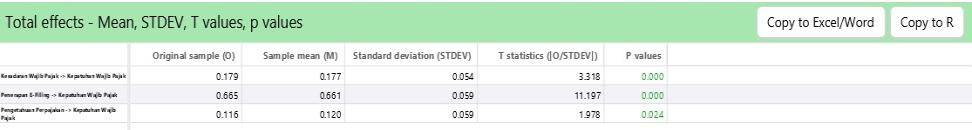 Total effects - Mean, STDEV, T values, p values Copy to Excel/Word Copy to R
Original sample (O) Sample mean (M) Standard deviation (STDEV) T statistics (|O/STDEV|) P values
Kesadaran Wajib Pajak -> Kepatuhan Wajib Pajak 0.179 0.177 0.054 3.318 0.000
Penerapan E-Filling -> Kepatuhan Wajib Pajak 0.665 0.661 0.059 11.197 0.000
Pengetahuan Perpajakan -> Kepatuhan Wajib
Pajak 0.116 0.120 0.059 1.978 0.024